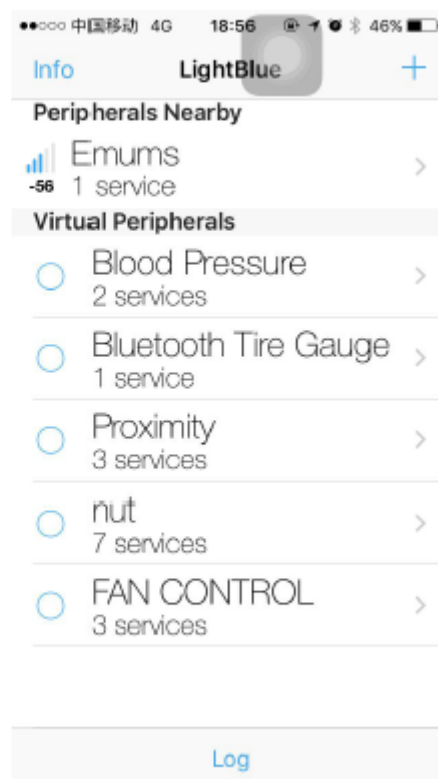 中国移动 4G 18:56 46%
Info LightBlue +
Peripherals Nearby
Emums
-56 1 service
Virtual Peripherals
Blood Pressure
2 services
Bluetooth Tire Gauge
1 service
Proximity
3 services
nut
7 services
FAN CONTROL
3 services
Log